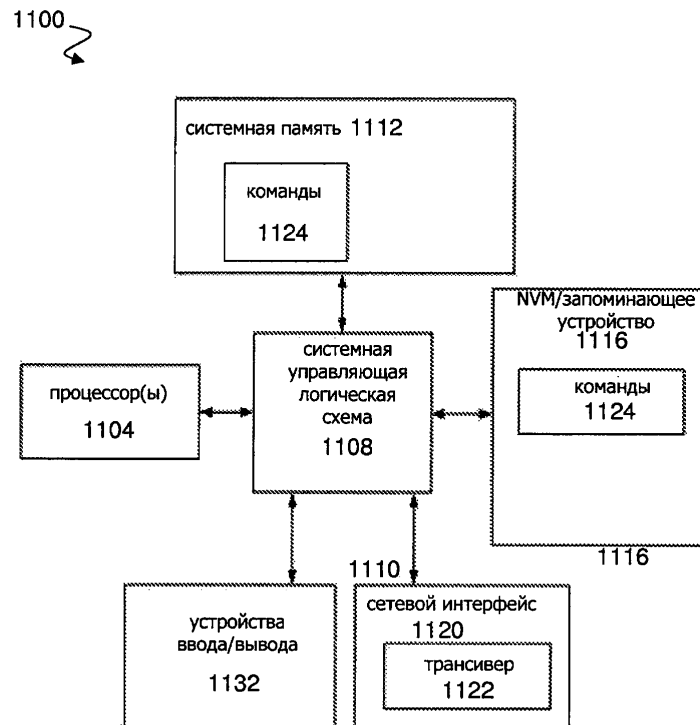 1100
системная память 1112
команды
1124
NVM/запоминающее
устройство
1116
команды
1124
1116
системная
управляющая
логическая
схема
1108
процессор(ы)
1104
устройства
ввода/вывода
1132
1110
сетевой интерфейс
1120
трансивер
1122